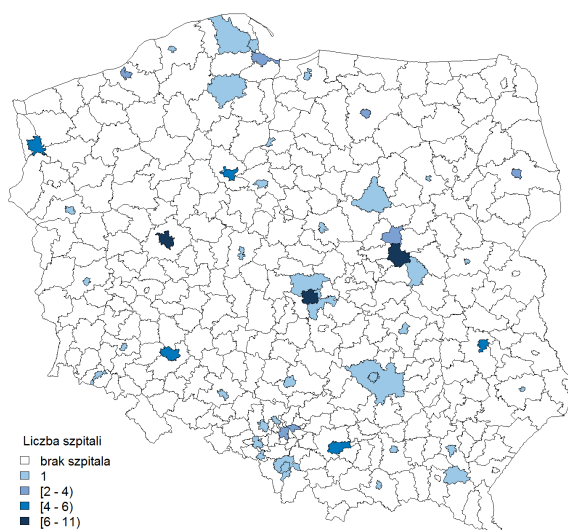 Liczba szpitali
brak szpitala
1
[2 - 4)
[4 - 6)
[6 - 11)